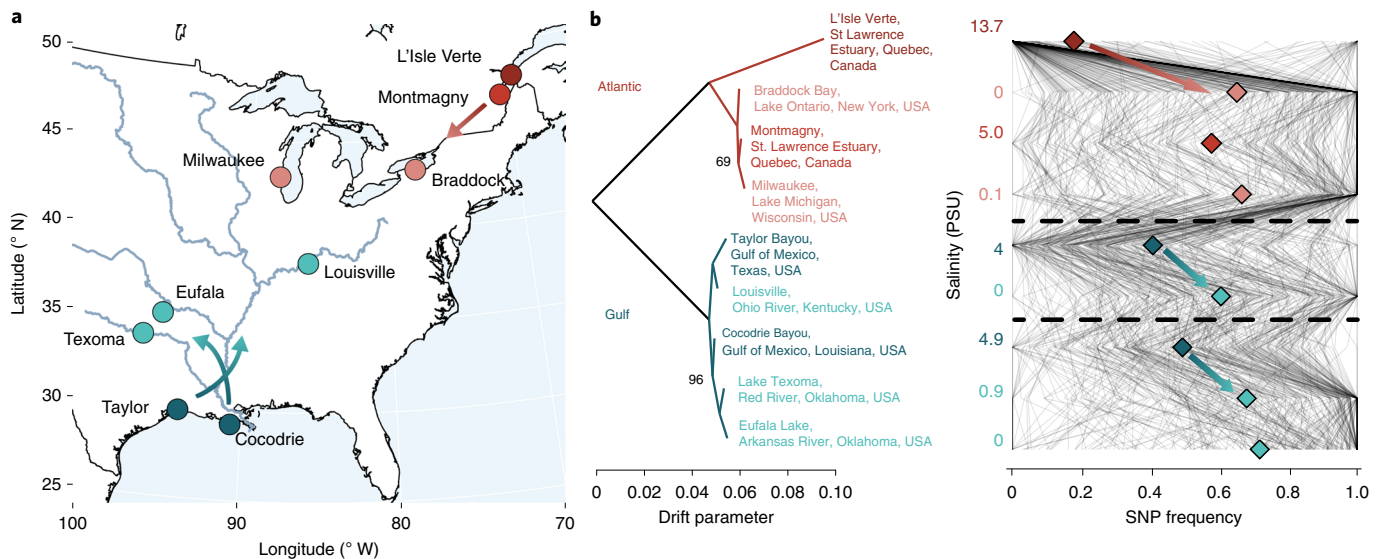 a
50
45
40
35
30
25
Latitude (° N)
100
90
80
70
Longitude (° W)
L'Isle Verte
Montmagny
Milwaukee
Braddock
Louisville
Eufala
Texoma
Taylor
Cocodrie
b
Atlantic
Gulf
L'Isle Verte,
St Lawrence
Estuary, Quebec,
Canada
Braddock Bay,
Lake Ontario, New York, USA
Montmagny,
St. Lawrence Estuary,
Quebec, Canada
69
Milwaukee,
Lake Michigan,
Wisconsin, USA
Taylor Bayou,
Gulf of Mexico,
Texas, USA
Louisville,
Ohio River, Kentucky, USA
Cocodrie Bayou,
Gulf of Mexico, Louisiana, USA
96
Lake Texoma,
Red River, Oklahoma, USA
Eufala Lake,
Arkansas River, Oklahoma, USA
0
0.02
0.04
0.06
0.08
0.10
Drift parameter
13.7
0
5.0
0.1
4
0
4.9
0.9
0
Salinity (PSU)
0
0.4
0.6
0.8
1.0
SNP frequency